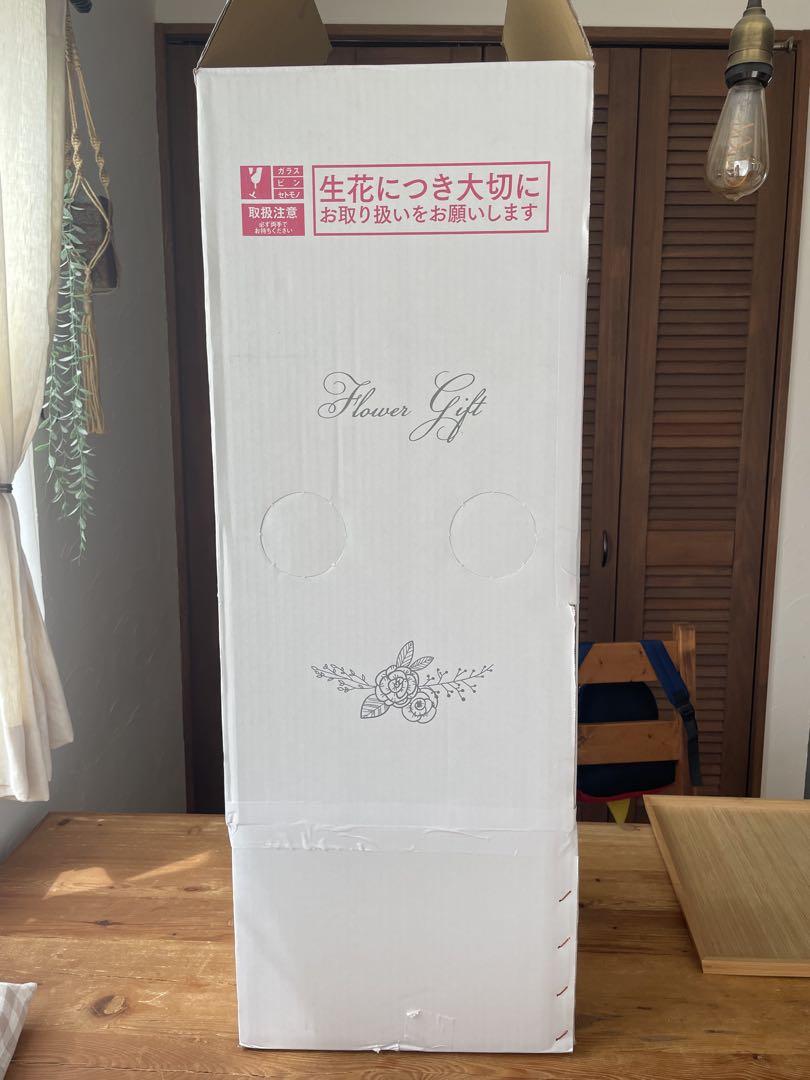 ガラス
ビン
セトモノ
取扱注意
必ず両手で
お持ちください
生花につき大切に
お取り扱いをお願いします
Flower Gift